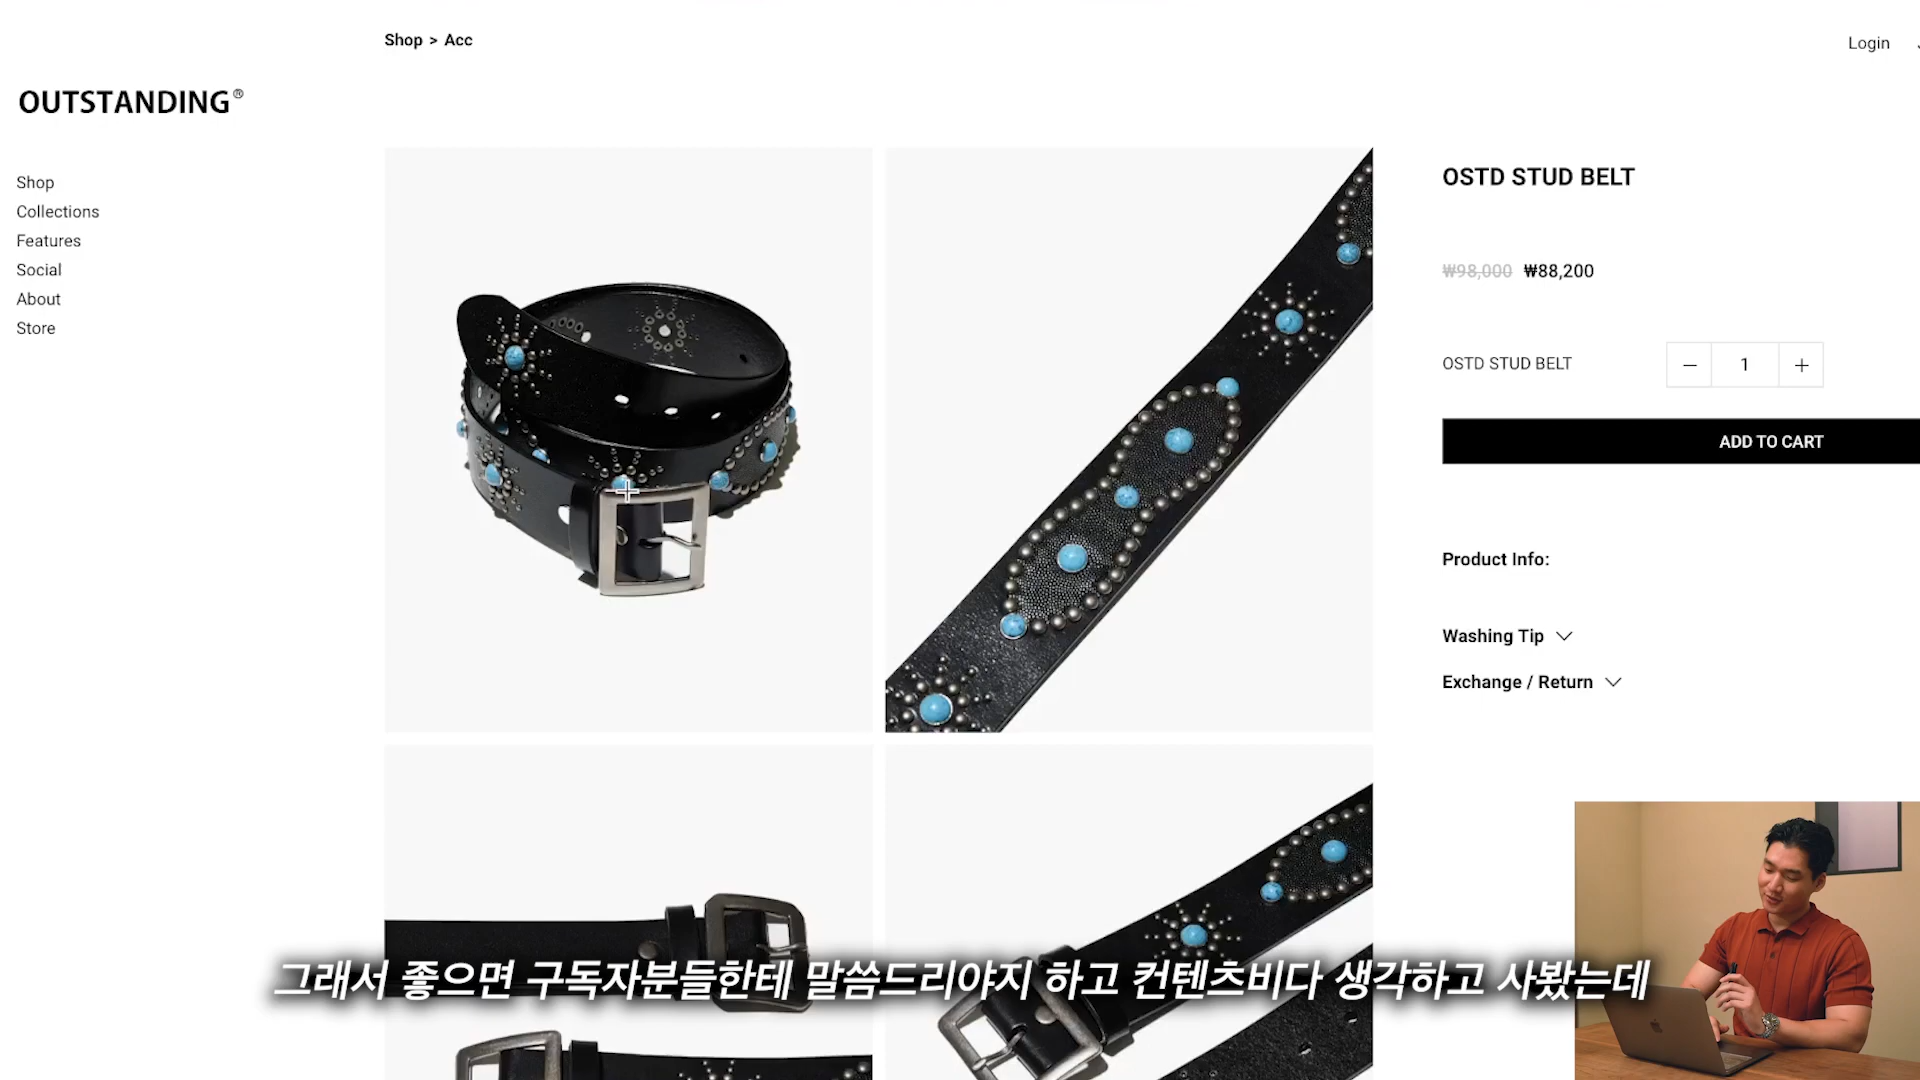 Shop > Acc
Login
OUTSTANDING®
Shop
Collections
Features
Social
About
Store
OSTD STUD BELT
₩98,000 ₩88,200
OSTD STUD BELT
− 1 +
ADD TO CART
Product Info:
Washing Tip
Exchange / Return
그래서 좋으면 구독자분들한테 말씀드리야지 하고 컨텐츠비다 생각하고 사봤는데